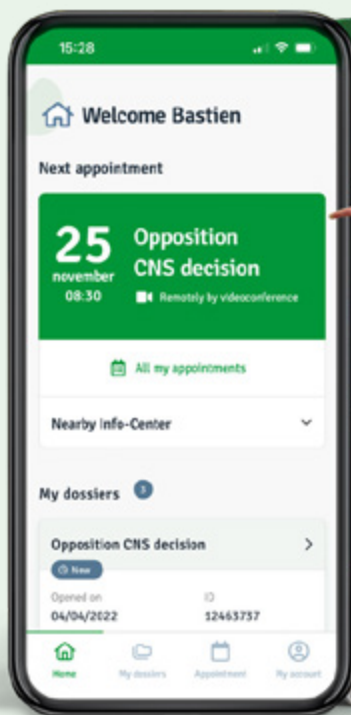 15:28
Welcome Bastien
Next appointment
25
november
08:30
Opposition
CNS decision
Remotely by videoconference
All my appointments
Nearby Info-Center
My dossiers 3
Opposition CNS decision
New
Opened on
04/04/2022
ID
12463737
Home
My dossiers
Appointment
My account